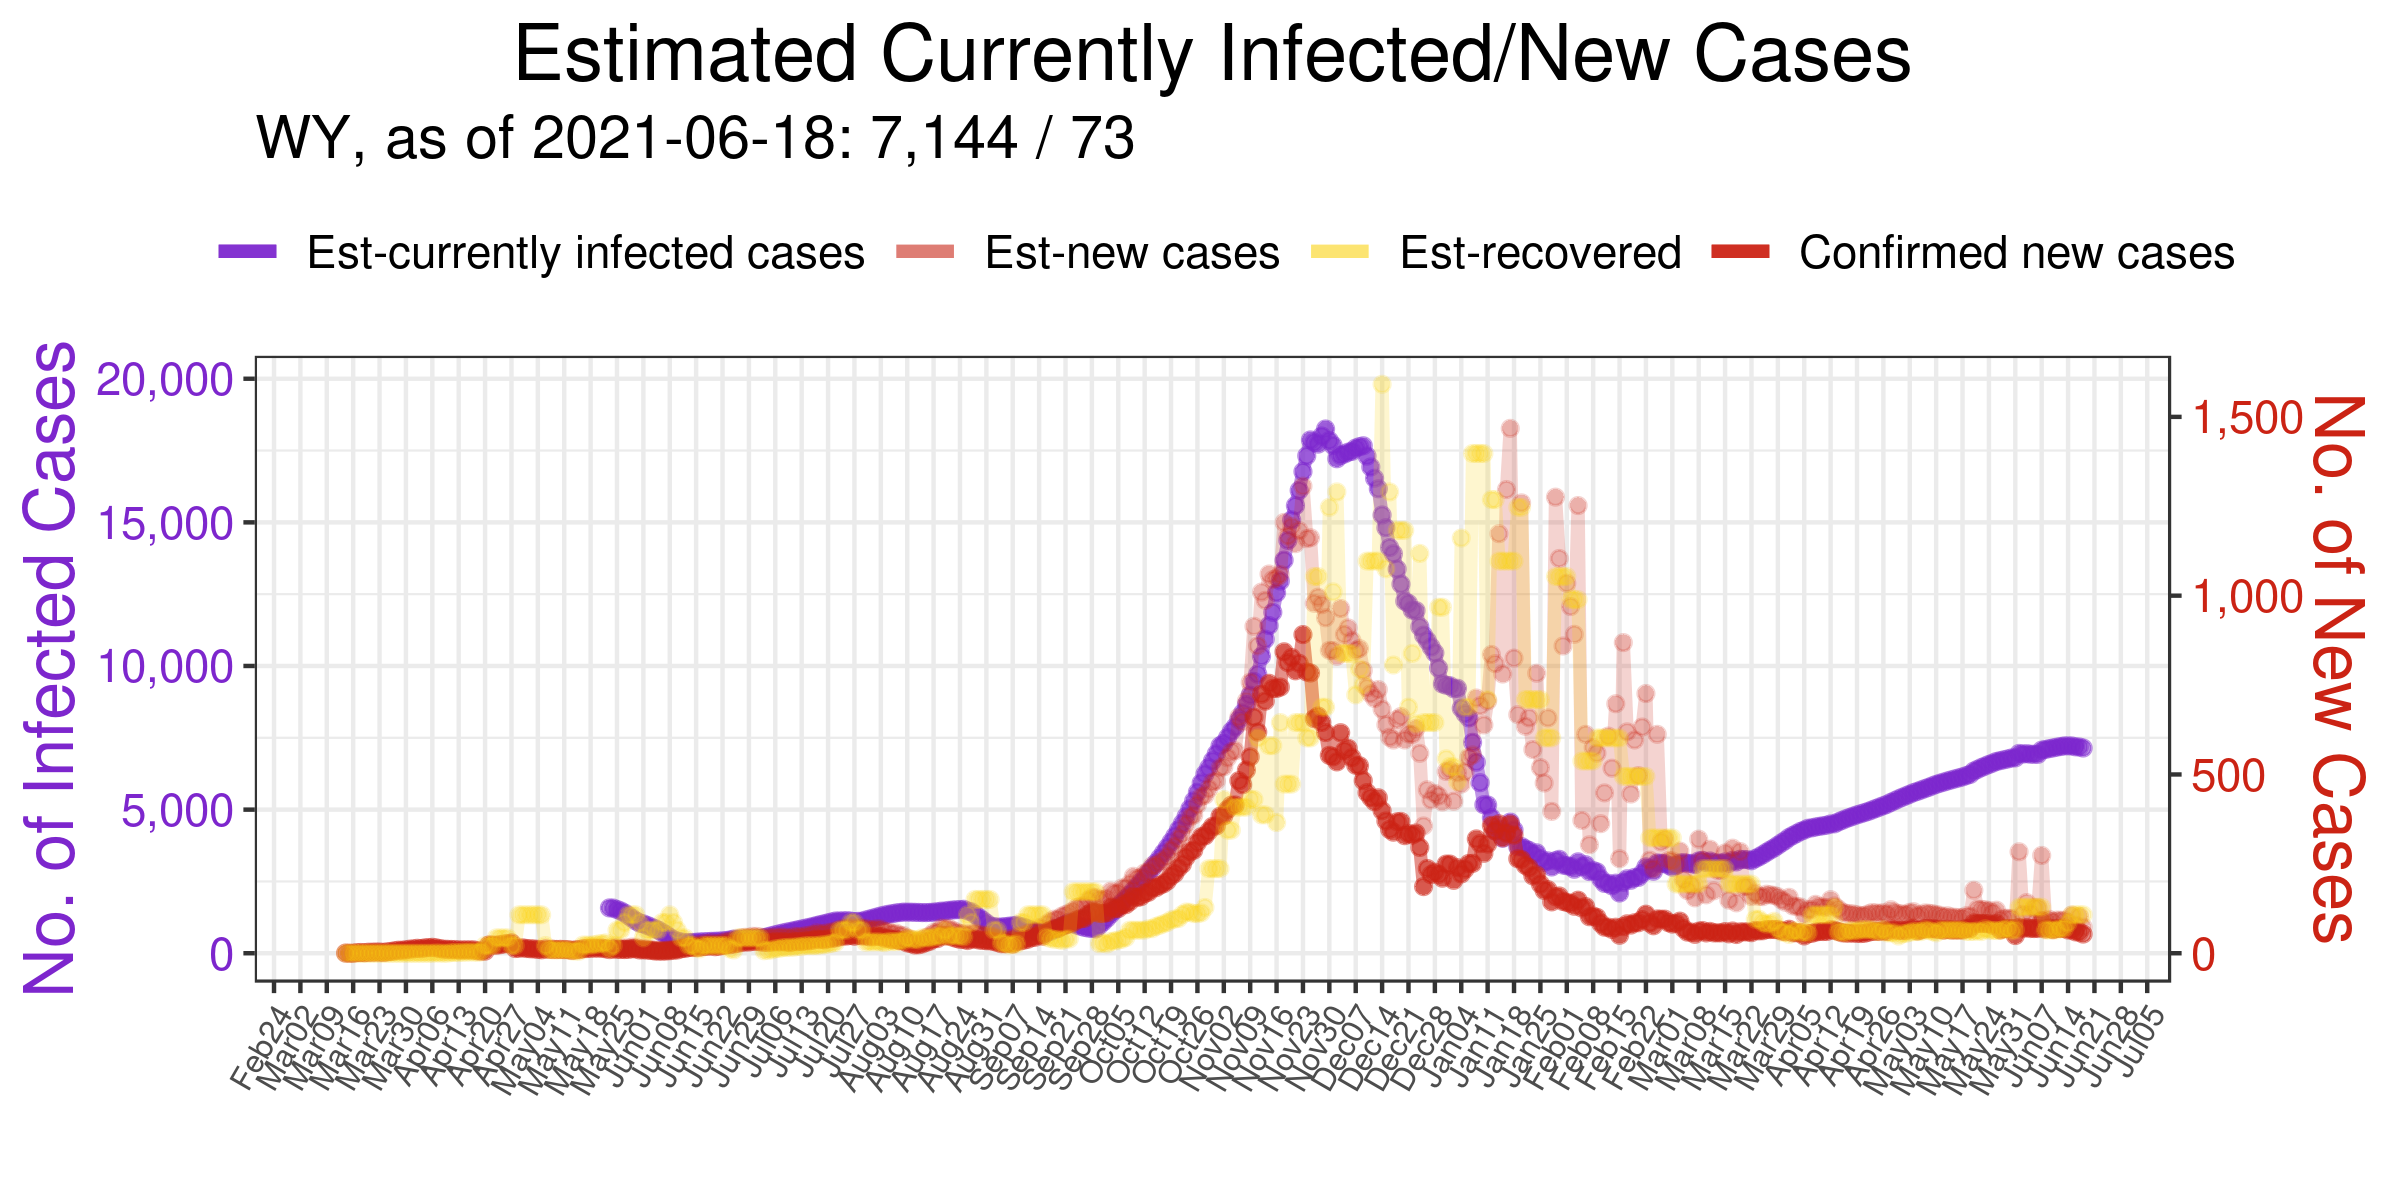 Estimated Currently Infected/New Cases
WY, as of 2021-06-18: 7,144 / 73
Est-currently infected cases Est-new cases Est-recovered Confirmed new cases
No. of Infected Cases
20,000
15,000
10,000
5,000
0
1,500
1,000
500
0
No. of New Cases
Feb24 Mar02 Mar09 Mar16 Mar23 Mar30 Apr06 Apr13 Apr20 Apr27 May04 May11 May18 May25 Jun01 Jun08 Jun15 Jun22 Jun29 Jul06 Jul13 Jul20 Jul27 Aug03 Aug10 Aug17 Aug24 Aug31 Sep07 Sep14 Sep21 Sep28 Oct05 Oct12 Oct19 Oct26 Nov02 Nov09 Nov16 Nov23 Nov30 Dec07 Dec14 Dec21 Dec28 Jan04 Jan11 Jan18 Jan25 Feb01 Feb08 Feb15 Feb22 Mar01 Mar08 Mar15 Mar22 Mar29 Apr05 Apr12 Apr19 Apr26 May03 May10 May17 May24 May31 Jun07 Jun14 Jun21 Jun28 Jul05